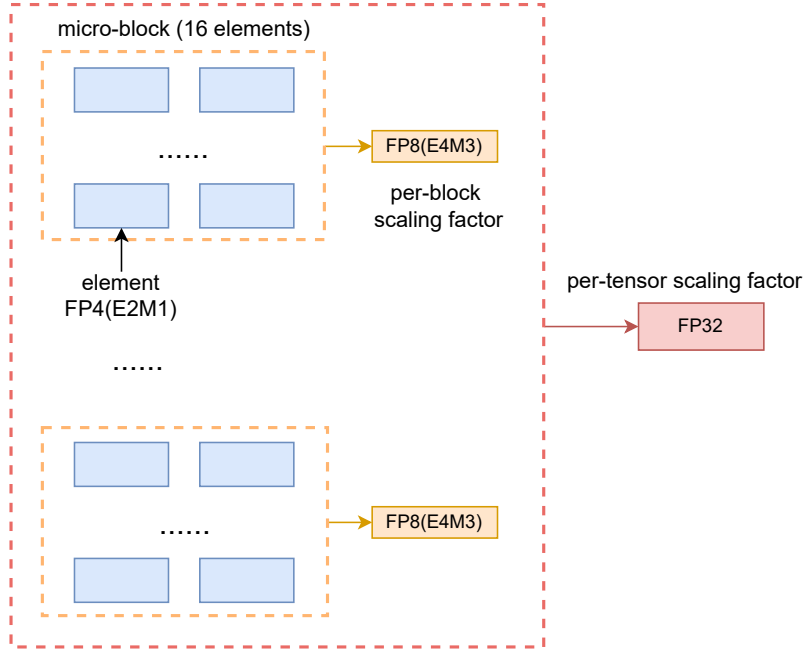 micro-block (16 elements)
......
FP8(E4M3)
per-block
scaling factor
element
FP4(E2M1)
per-tensor scaling factor
FP32
......
......
FP8(E4M3)